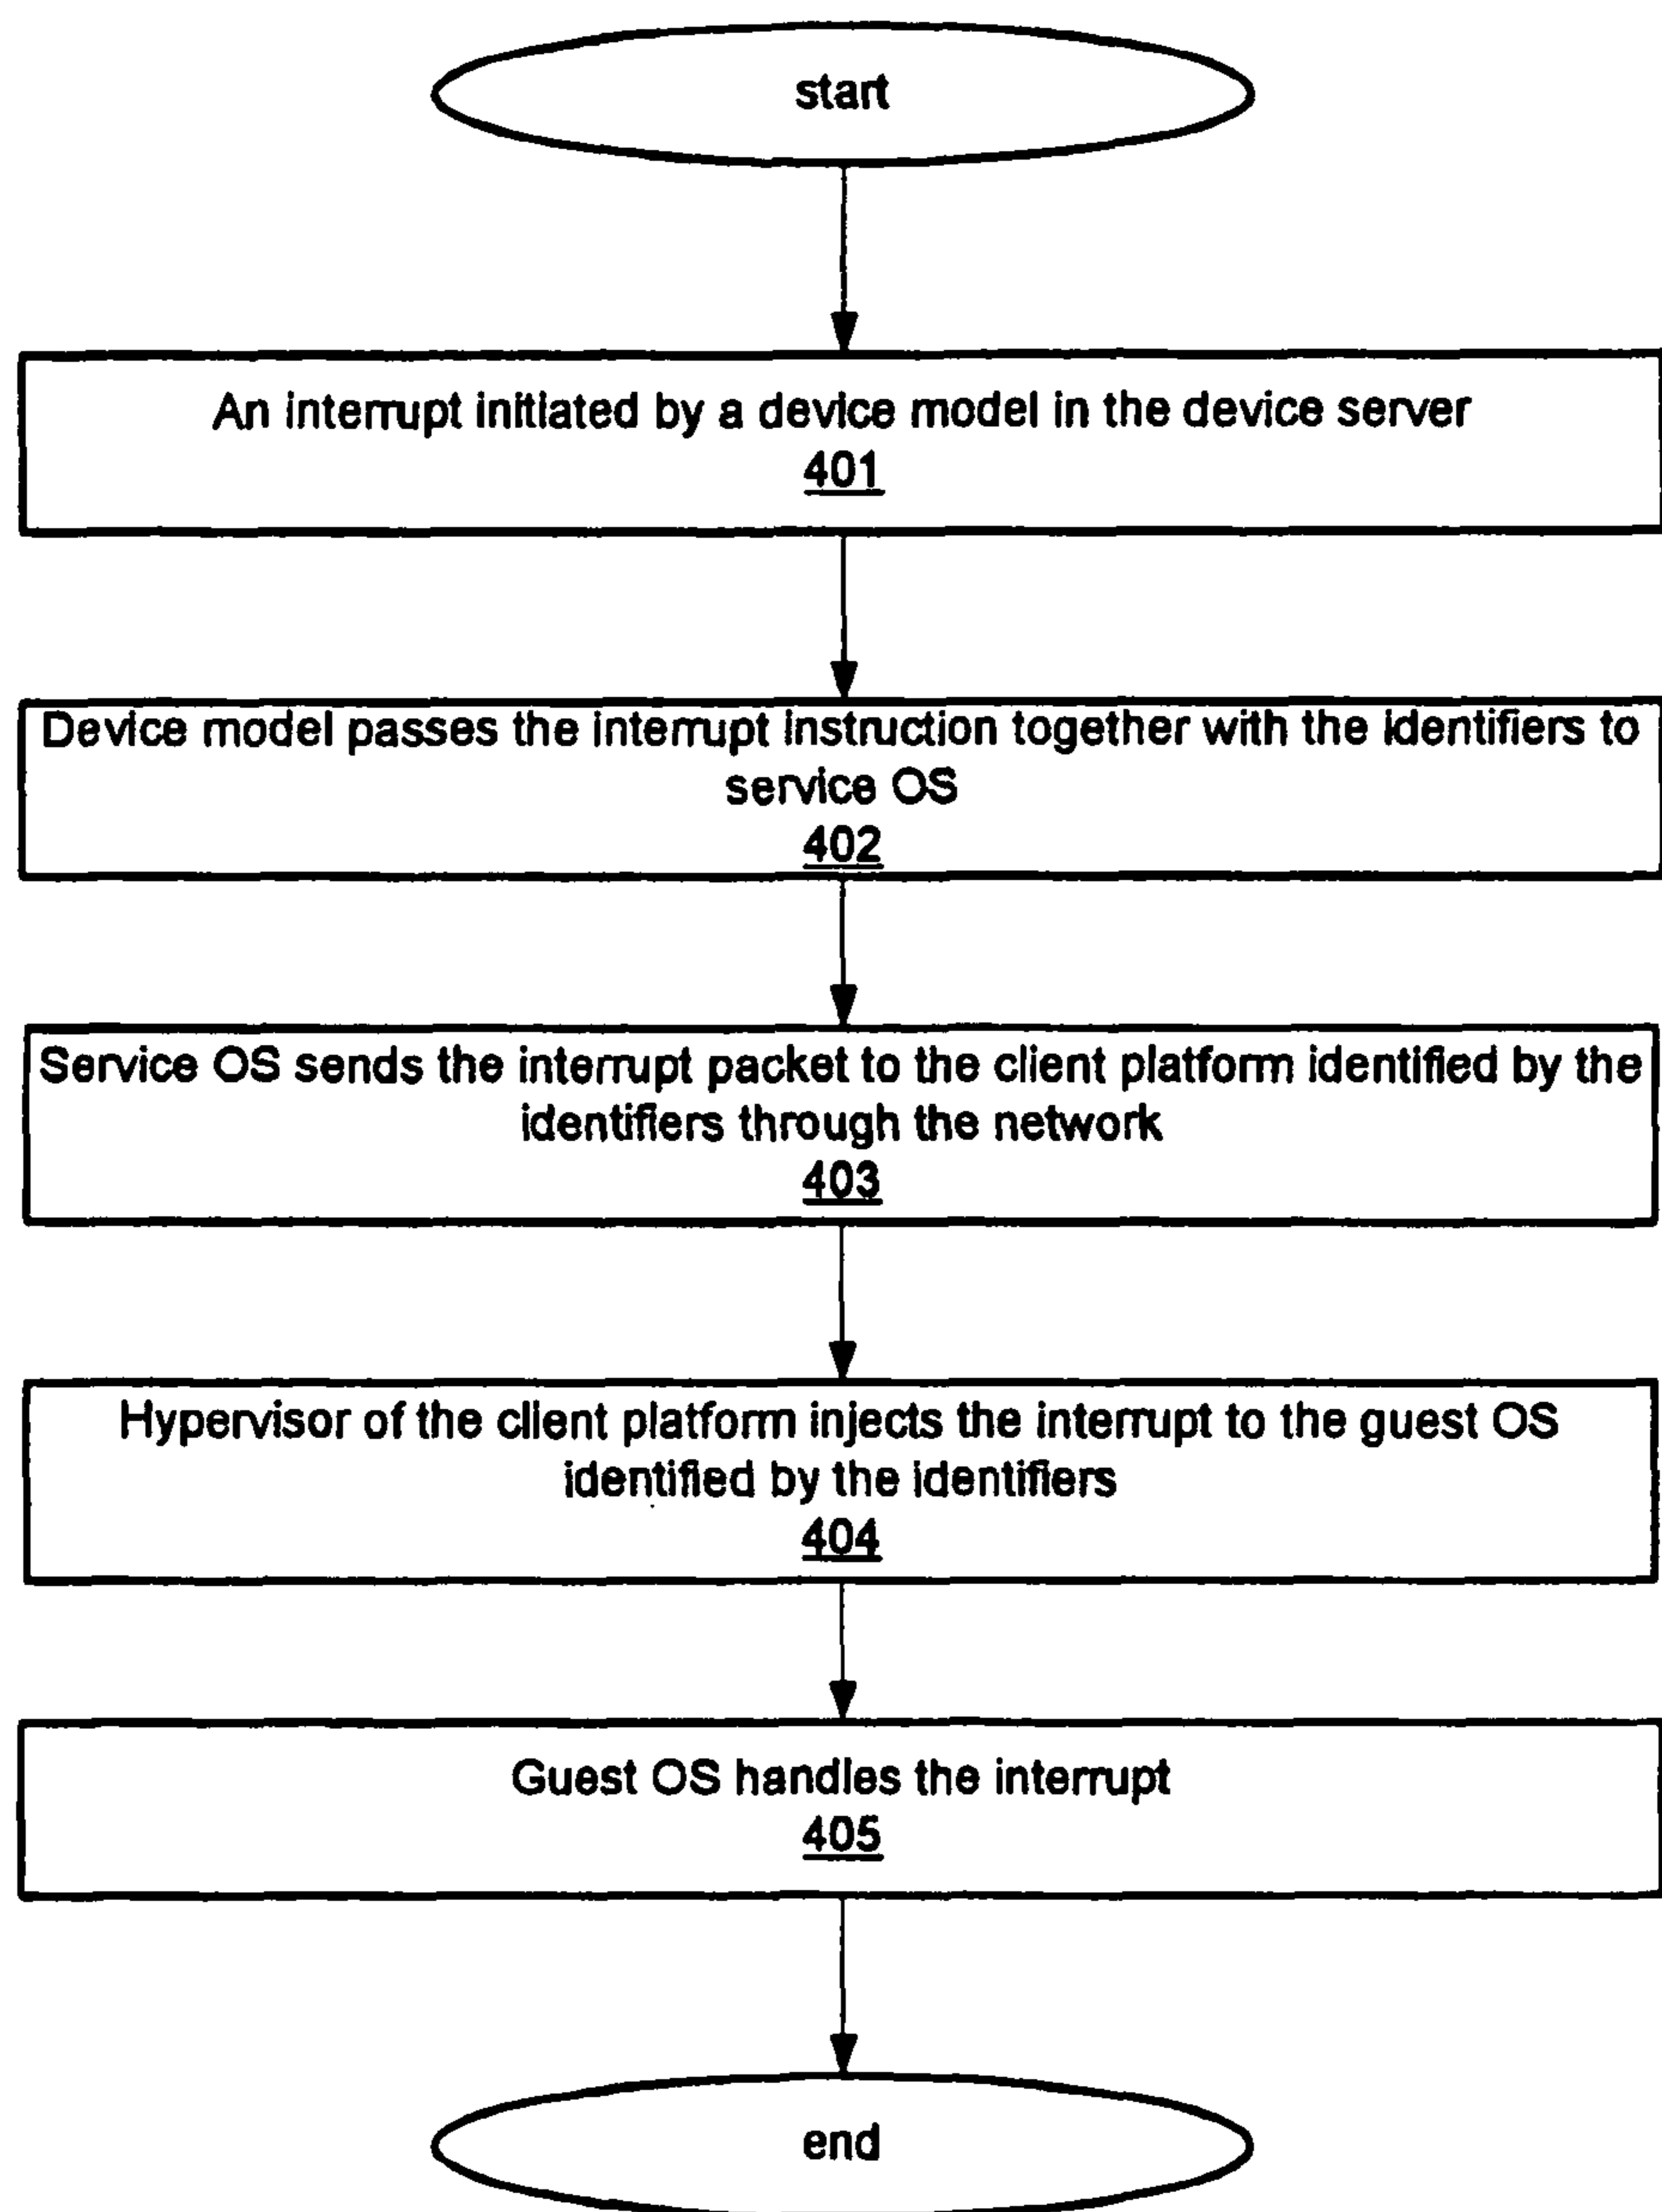 start
An interrupt initiated by a device model in the device server
401
Device model passes the interrupt instruction together with the identifiers to
service OS
402
Service OS sends the interrupt packet to the client platform identified by the
identifiers through the network
403
Hypervisor of the client platform injects the interrupt to the guest OS
identified by the identifiers
404
Guest OS handles the interrupt
405
end